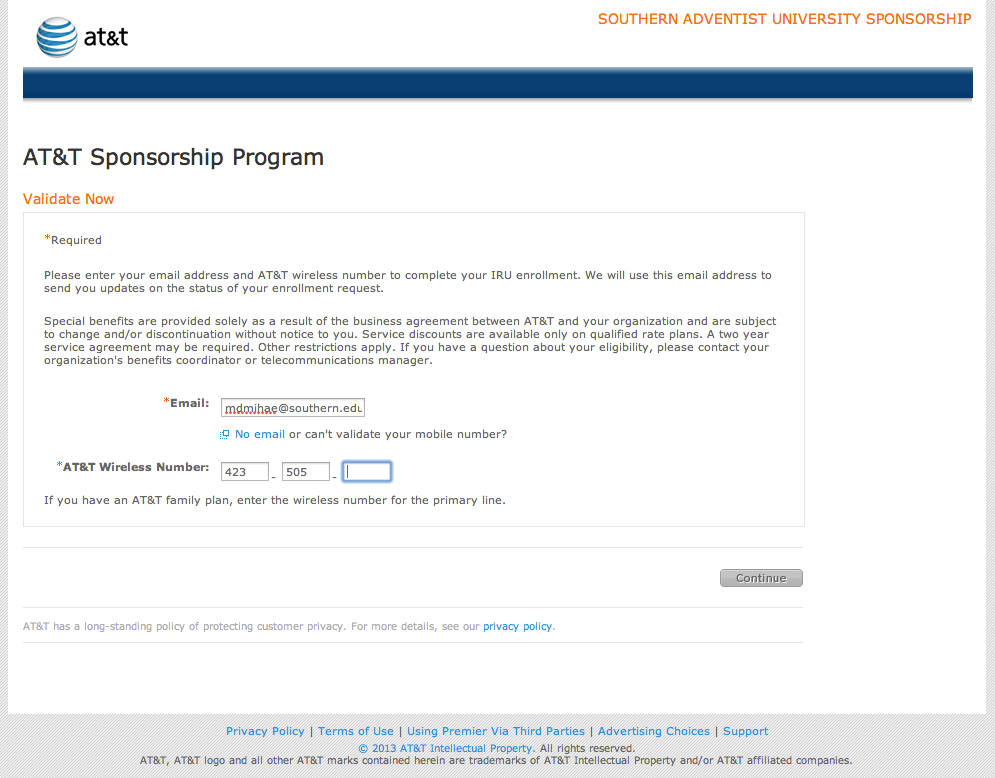 SOUTHERN ADVENTIST UNIVERSITY SPONSORSHIP
at&t
AT&T Sponsorship Program
Validate Now
*Required
Please enter your email address and AT&T wireless number to complete your IRU enrollment. We will use this email address to
send you updates on the status of your enrollment request.
Special benefits are provided solely as a result of the business agreement between AT&T and your organization and are subject
to change and/or discontinuation without notice to you. Service discounts are available only on qualified rate plans. A two year
service agreement may be required. Other restrictions apply. If you have a question about your eligibility, please contact your
organization's benefits coordinator or telecommunications manager.
*Email: mdmihae@southern.edu
No email or can't validate your mobile number?
*AT&T Wireless Number: 423 - 505 -
If you have an AT&T family plan, enter the wireless number for the primary line.
Continue
AT&T has a long-standing policy of protecting customer privacy. For more details, see our privacy policy.
Privacy Policy | Terms of Use | Using Premier Via Third Parties | Advertising Choices | Support
© 2013 AT&T Intellectual Property. All rights reserved.
AT&T, AT&T logo and all other AT&T marks contained herein are trademarks of AT&T Intellectual Property and/or AT&T affiliated companies.